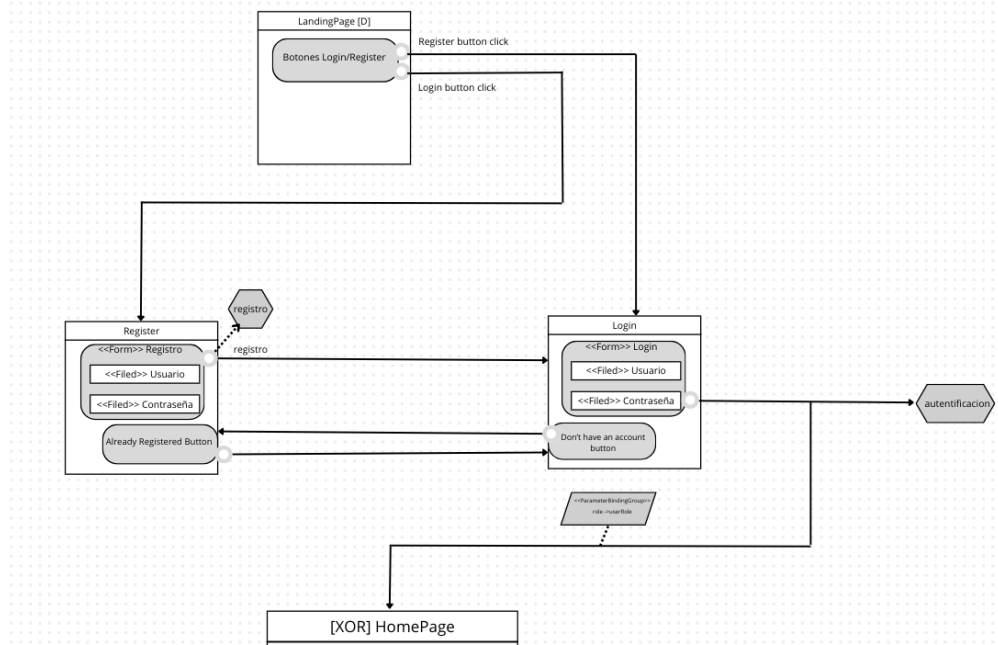 LandingPage [D]
Register button click
Botones Login/Register
Login button click
registro
Register
Login
<<Form>> Registro
registro
<<Form>> Login
<<Filed>> Usuario
<<Filed>> Usuario
<<Filed>> Contraseña
<<Filed>> Contraseña
autentificacion
Already Registered Button
Don't have an account
button
<<ParameterBindingGroup>>
role ->userRole
[XOR] HomePage